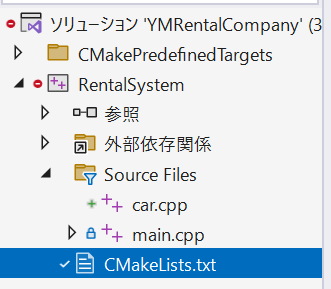 ソリューション 'YMRentalCompany' (3
CMakePredefinedTargets
RentalSystem
参照
外部依存関係
Source Files
car.cpp
main.cpp
CMakeLists.txt